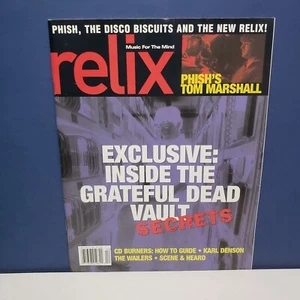 PHISH, THE DISCO BISCUITS AND THE NEW RELIX!
Music For The Mind
relix
PHISH'S
TOM MARSHALL
EXCLUSIVE:
INSIDE THE
GRATEFUL DEAD
VAULT
SECRETS
CD BURNERS: HOW TO GUIDE • KARL DENSON
THE WAILERS • SCENE & HEARD